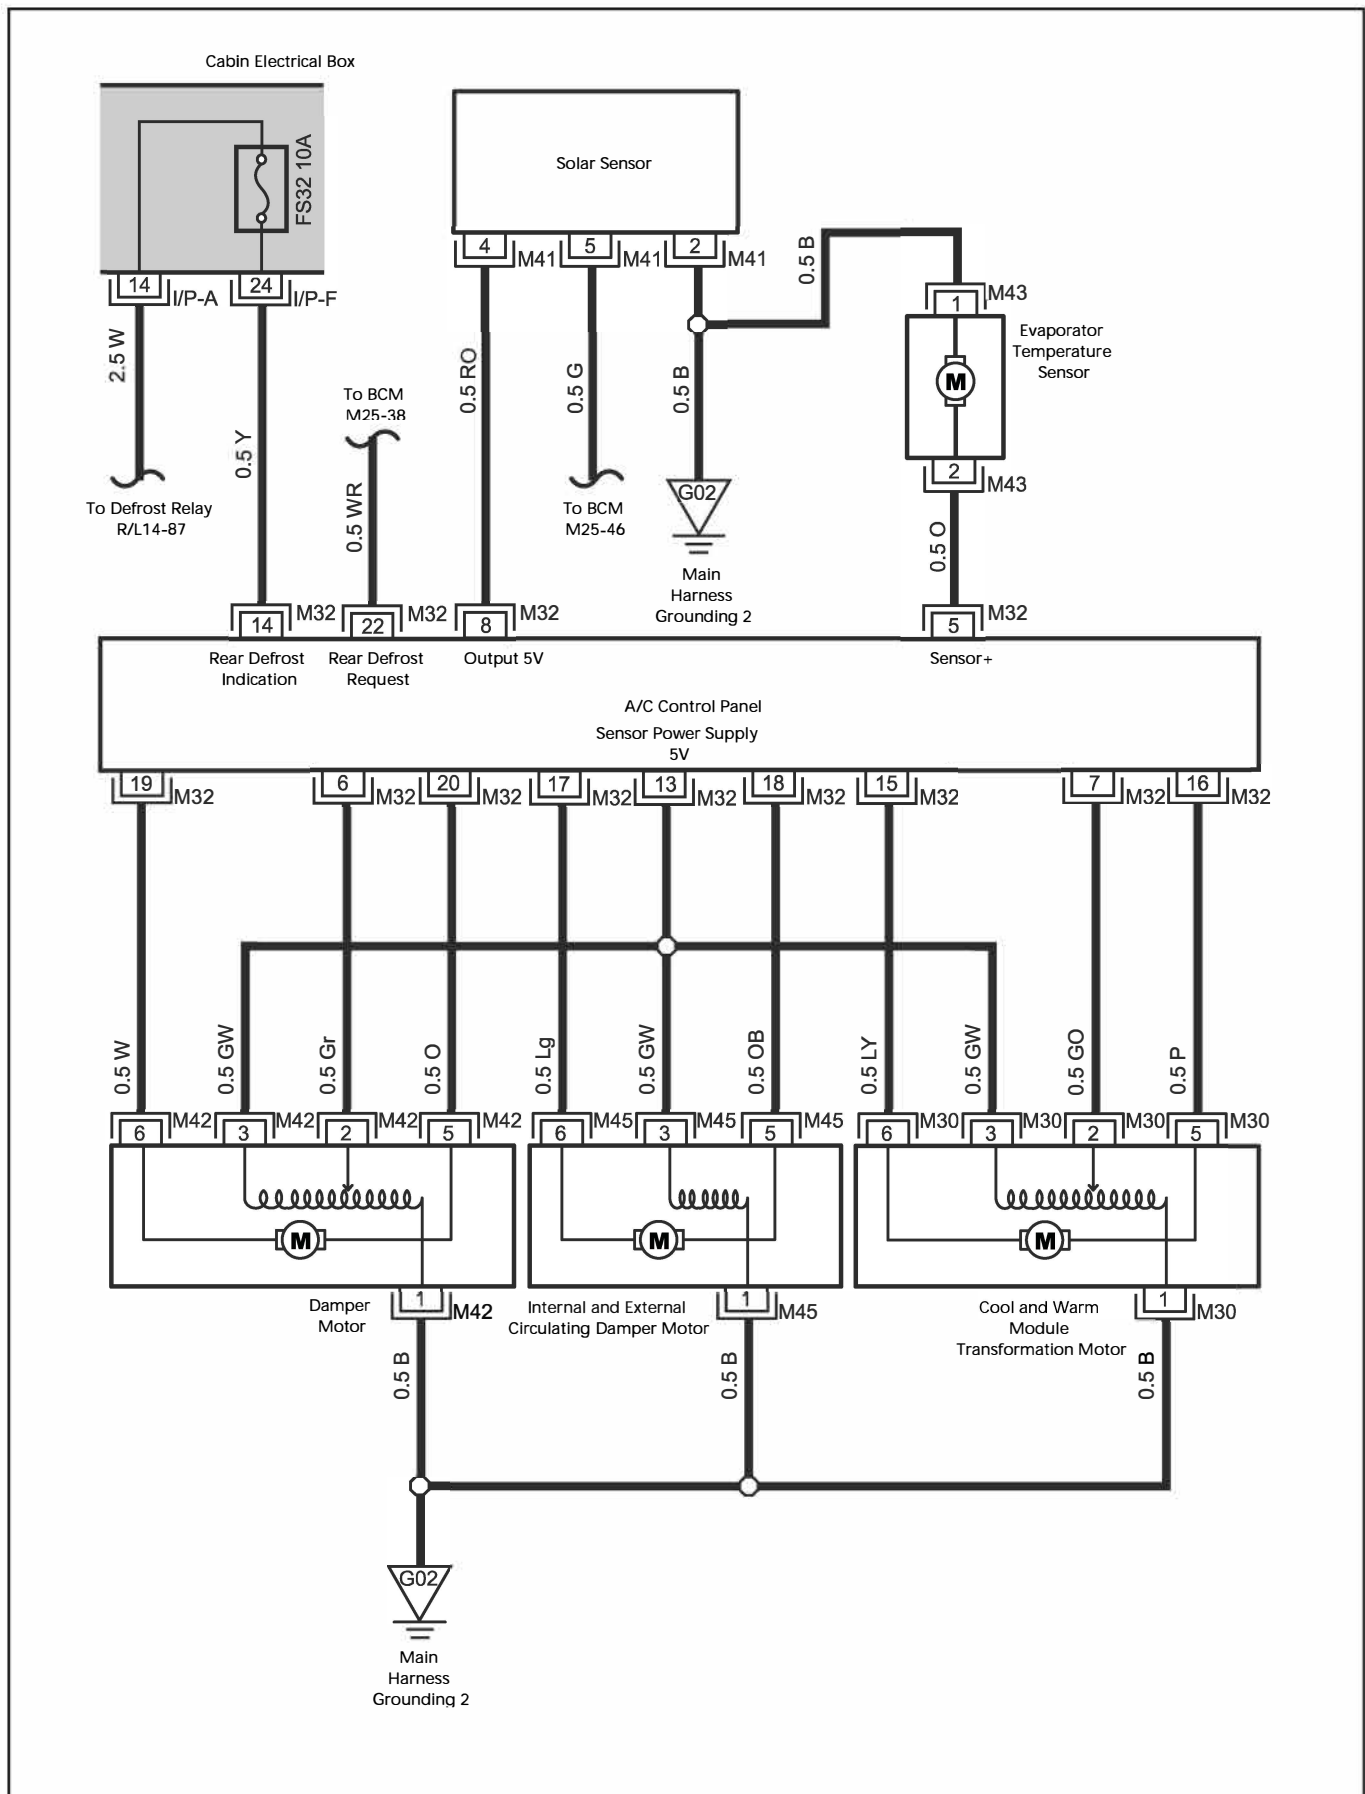 Cabin Electrical Box
FS32 10A
Solar Sensor
14
I/P-A
24
I/P-F
4
M41
5
M41
2
M41
0.5 B
1
M43
Evaporator
Temperature
Sensor
M
2
M43
2.5 W
0.5 Y
To BCM
M25-38
0.5 RO
0.5 G
0.5 B
To Defrost Relay
R/L14-87
0.5 WR
To BCM
M25-46
G02
Main
Harness
Grounding 2
0.5 O
14
M32
22
M32
8
M32
5
M32
Rear Defrost
Indication
Rear Defrost
Request
Output 5V
Sensor+
A/C Control Panel
Sensor Power Supply
5V
19
M32
6
M32
20
M32
17
M32
13
M32
18
M32
15
M32
7
M32
16
M32
0.5 W
0.5 GW
0.5 Gr
0.5 O
0.5 Lg
0.5 GW
0.5 OB
0.5 LY
0.5 GW
0.5 GO
0.5 P
6
M42
3
M42
2
M42
5
M42
6
M45
3
M45
5
M45
6
M30
3
M30
2
M30
5
M30
M
M
M
Damper
Motor
1
M42
Internal and External
Circulating Damper Motor
1
M45
Cool and Warm
Module
Transformation Motor
1
M30
0.5 B
0.5 B
0.5 B
G02
Main
Harness
Grounding 2